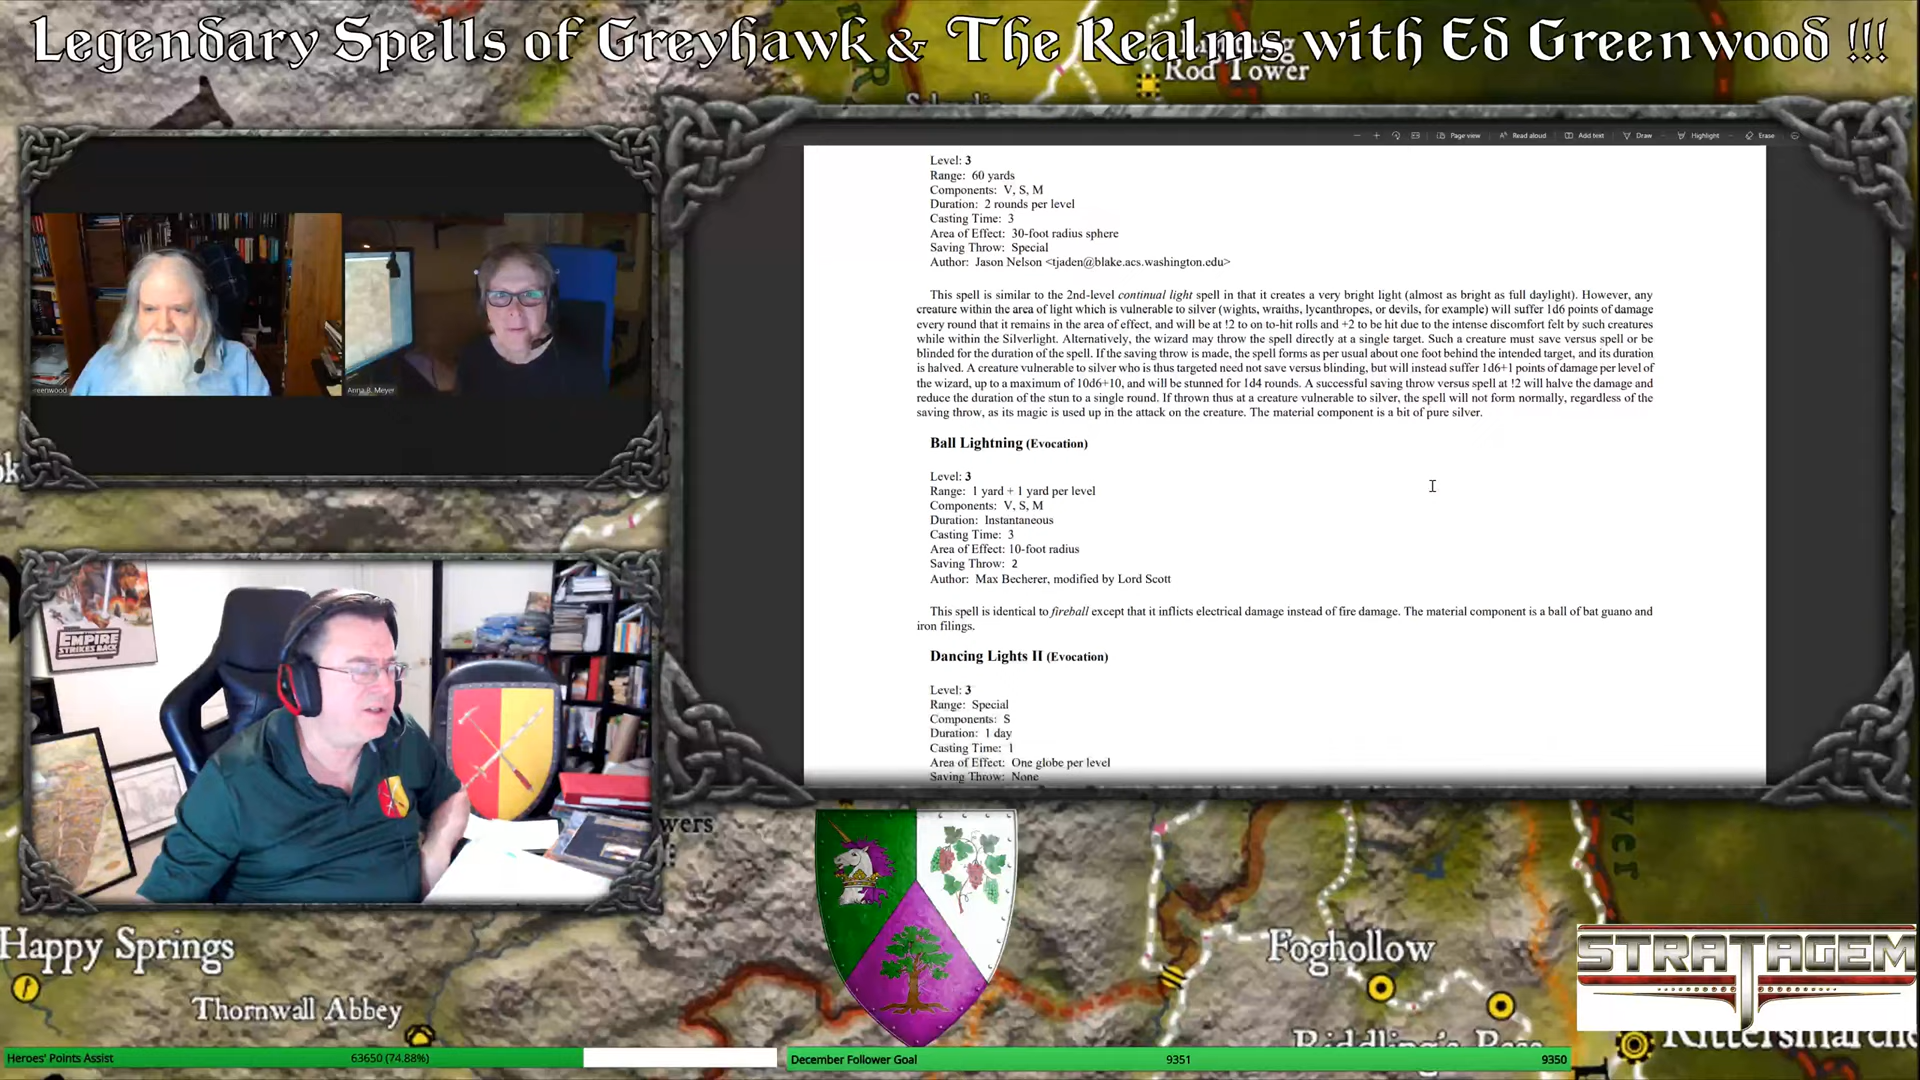 Legendary Spells of Greyhawk & The Realms with Ed Greenwood !!!
Rod Tower
Page view
Read aloud
Add text
Draw
Highlight
Erase
Level: 3
Range: 60 yards
Components: V, S, M
Duration: 2 rounds per level
Casting Time: 3
Area of Effect: 30-foot radius sphere
Saving Throw: Special
Author: Jason Nelson <tjaden@blake.acs.washington.edu>
This spell is similar to the 2nd-level continual light spell in that it creates a very bright light (almost as bright as full daylight). However, any
creature within the area of light which is vulnerable to silver (wights, wraiths, lycanthropes, or devils, for example) will suffer 1d6 points of damage
every round that it remains in the area of effect, and will be at !2 to on to-hit rolls and +2 to be hit due to the intense discomfort felt by such creatures
while within the Silverlight. Alternatively, the wizard may throw the spell directly at a single target. Such a creature must save versus spell or be
blinded for the duration of the spell. If the saving throw is made, the spell forms as per usual about one foot behind the intended target, and its duration
is halved. A creature vulnerable to silver who is thus targeted need not save versus blinding, but will instead suffer 1d6+1 points of damage per level of
the wizard, up to a maximum of 10d6+10, and will be stunned for 1d4 rounds. A successful saving throw versus spell at !2 will halve the damage and
reduce the duration of the stun to a single round. If thrown thus at a creature vulnerable to silver, the spell will not form normally, regardless of the
saving throw, as its magic is used up in the attack on the creature. The material component is a bit of pure silver.
Ball Lightning (Evocation)
Level: 3
Range: 1 yard + 1 yard per level
Components: V, S, M
Duration: Instantaneous
Casting Time: 3
Area of Effect: 10-foot radius
Saving Throw: 2
Author: Max Becherer, modified by Lord Scott
This spell is identical to fireball except that it inflicts electrical damage instead of fire damage. The material component is a ball of bat guano and
iron filings.
Dancing Lights II (Evocation)
Level: 3
Range: Special
Components: S
Duration: 1 day
Casting Time: 1
Area of Effect: One globe per level
Saving Throw: None
Anna B. Meyer
EMPIRE
STRIKES BACK
Happy Springs
Thornwall Abbey
Foghollow
STRATAGEM
Heroes' Points Assist
63650 (74.88%)
December Follower Goal
9351
9350